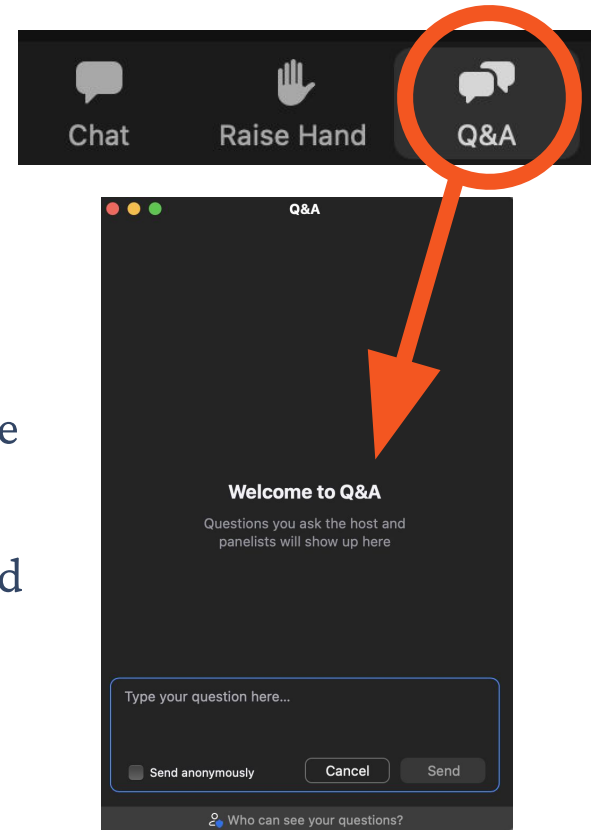 Chat Raise Hand Q&A
Q&A
e
Welcome to Q&A
Questions you ask the host and
panelists will show up here
d
Type your question here...
Send anonymously Cancel Send
Who can see your questions?